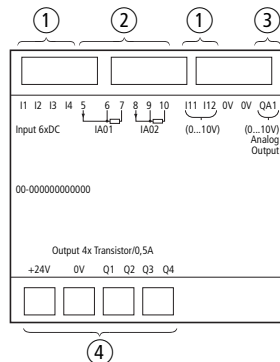 1 2 1 3
I1 I2 I3 I4 5 6 7 8 9 10 I11 I12 0V 0V QA1
Input 6xDC IA01 IA02 (0...10V) (0...10V)
Analog
Output
00-000000000000
Output 4x Transistor/0,5A
+24V 0V Q1 Q2 Q3 Q4
4